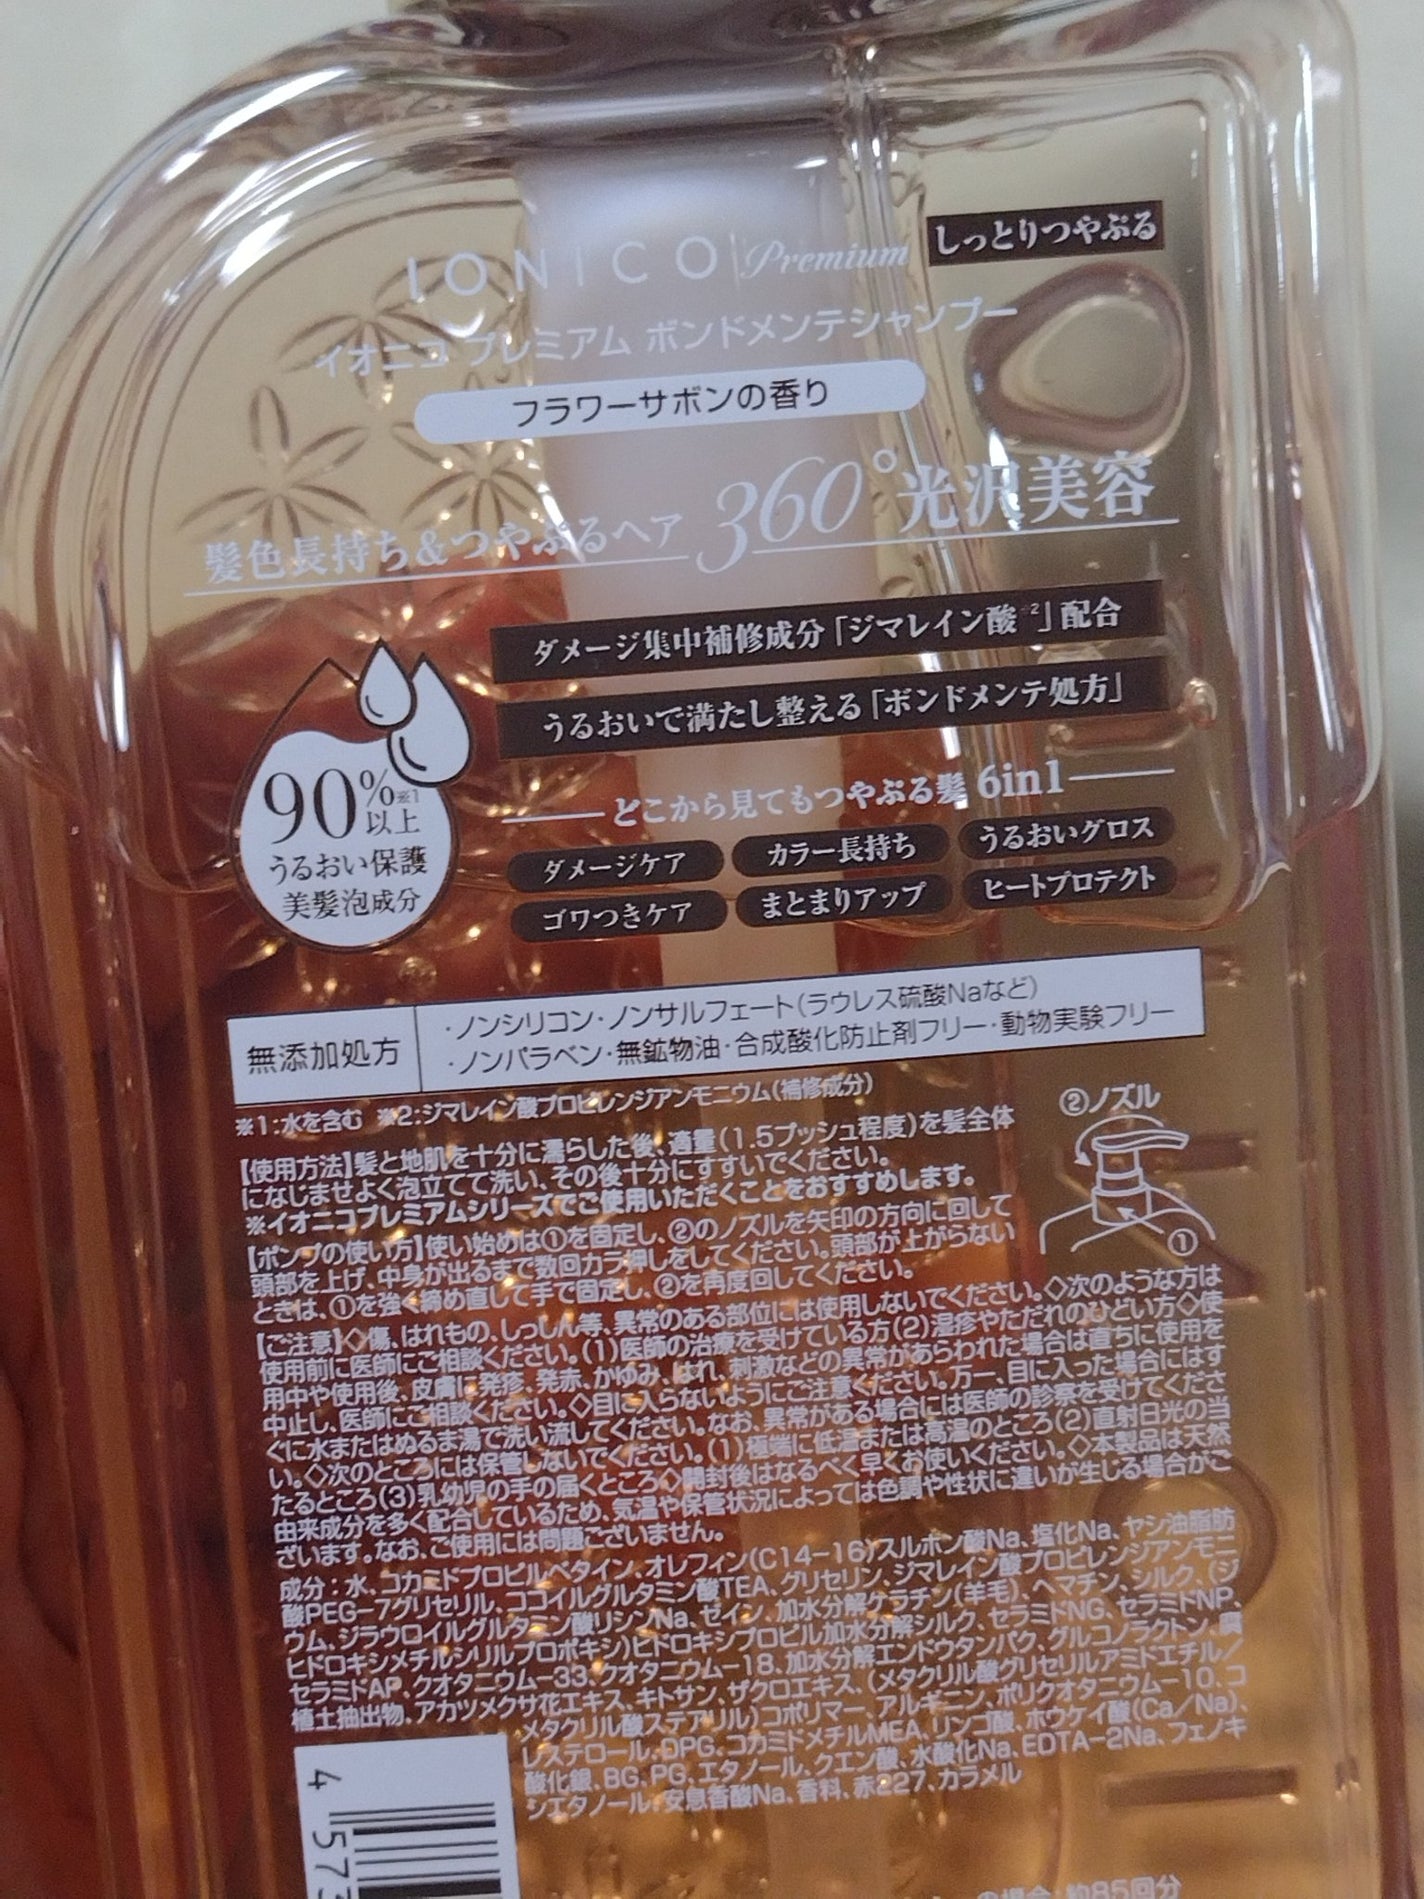 IONICO Premium しっとりつやぷる
イオニコ プレミアム ボンドメンテシャンプー
フラワーサボンの香り
髪色長持ち&つやぷるヘア 360°光沢美容
ダメージ集中補修成分「ジマレイン酸※2」配合
うるおいで満たし整える「ボンドメンテ処方」
90%※1
以上
うるおい保護
美髪泡成分
どこから見てもつやぷる髪 6in1
ダメージケア カラー長持ち うるおいグロス
ゴワつきケア まとまりアップ ヒートプロテクト
無添加処方
・ノンシリコン・ノンサルフェート(ラウレス硫酸Naなど)
・ノンパラベン・無鉱物油・合成酸化防止剤フリー・動物実験フリー
※1:水を含む ※2:ジマレイン酸プロピレンジアンモニウム(補修成分)
②ノズル
①
【使用方法】髪と地肌を十分に濡らした後、適量(1.5プッシュ程度)を髪全体
になじませよく泡立てて洗い、その後十分にすすいでください。
※イオニコプレミアムシリーズでご使用いただくことをおすすめします。
【ポンプの使い方】使い始めは①を固定し、②のノズルを矢印の方向に回して
頭部を上げ、中身が出るまで数回カラ押しをしてください。頭部が上がらない
ときは、①を強く締め直して手で固定し、②を再度回してください。
【ご注意】◇傷、はれもの、しっしん等、異常のある部位には使用しないでください。◇次のような方は
使用前に医師にご相談ください。(1)医師の治療を受けている方(2)湿疹やただれのひどい方◇使
用中や使用後、皮膚に発疹、発赤、かゆみ、はれ、刺激などの異常があらわれた場合は直ちに使用を
中止し、医師にご相談ください。◇目に入らないようにご注意ください。万一、目に入った場合にはす
ぐに水またはぬるま湯で洗い流してください。なお、異常がある場合には医師の診察を受けてくださ
い。◇次のところには保管しないでください。(1)極端に低温または高温のところ(2)直射日光の当
たるところ(3)乳幼児の手の届くところ◇開封後はなるべく早くお使いください。◇本製品は天然
由来成分を多く配合しているため、気温や保管状況によっては色調や性状に違いが生じる場合がご
ざいます。なお、ご使用には問題ございません。
成分:水、コカミドプロピルベタイン、オレフィン(C14-16)スルホン酸Na、塩化Na、ヤシ油脂肪
酸PEG-7グリセリル、ココイルグルタミン酸TEA、グリセリン、ジマレイン酸プロピレンジアンモニ
ウム、ジラウロイルグルタミン酸リシンNa、ゼイン、加水分解ケラチン(羊毛)、ヘマチン、シルク、(ジ
ヒドロキシメチルシリルプロポキシ)ヒドロキシプロピル加水分解シルク、セラミドNG、セラミドNP、
セラミドAP、クオタニウム-33、クオタニウム-18、加水分解エンドウタンパク、グルコノラクトン、腐
植土抽出物、アカツメクサ花エキス、キトサン、ザクロエキス、(メタクリル酸グリセリルアミドエチル/
メタクリル酸ステアリル)コポリマー、アルギニン、ポリクオタニウム-10、コ
レステロール、DPG、コカミドメチルMEA、リンゴ酸、ホウケイ酸(Ca/Na)、
酸化銀、BG、PG、エタノール、クエン酸、水酸化Na、EDTA-2Na、フェノキ
シエタノール、安息香酸Na、香料、赤227、カラメル
4 573
の場合:約85回分